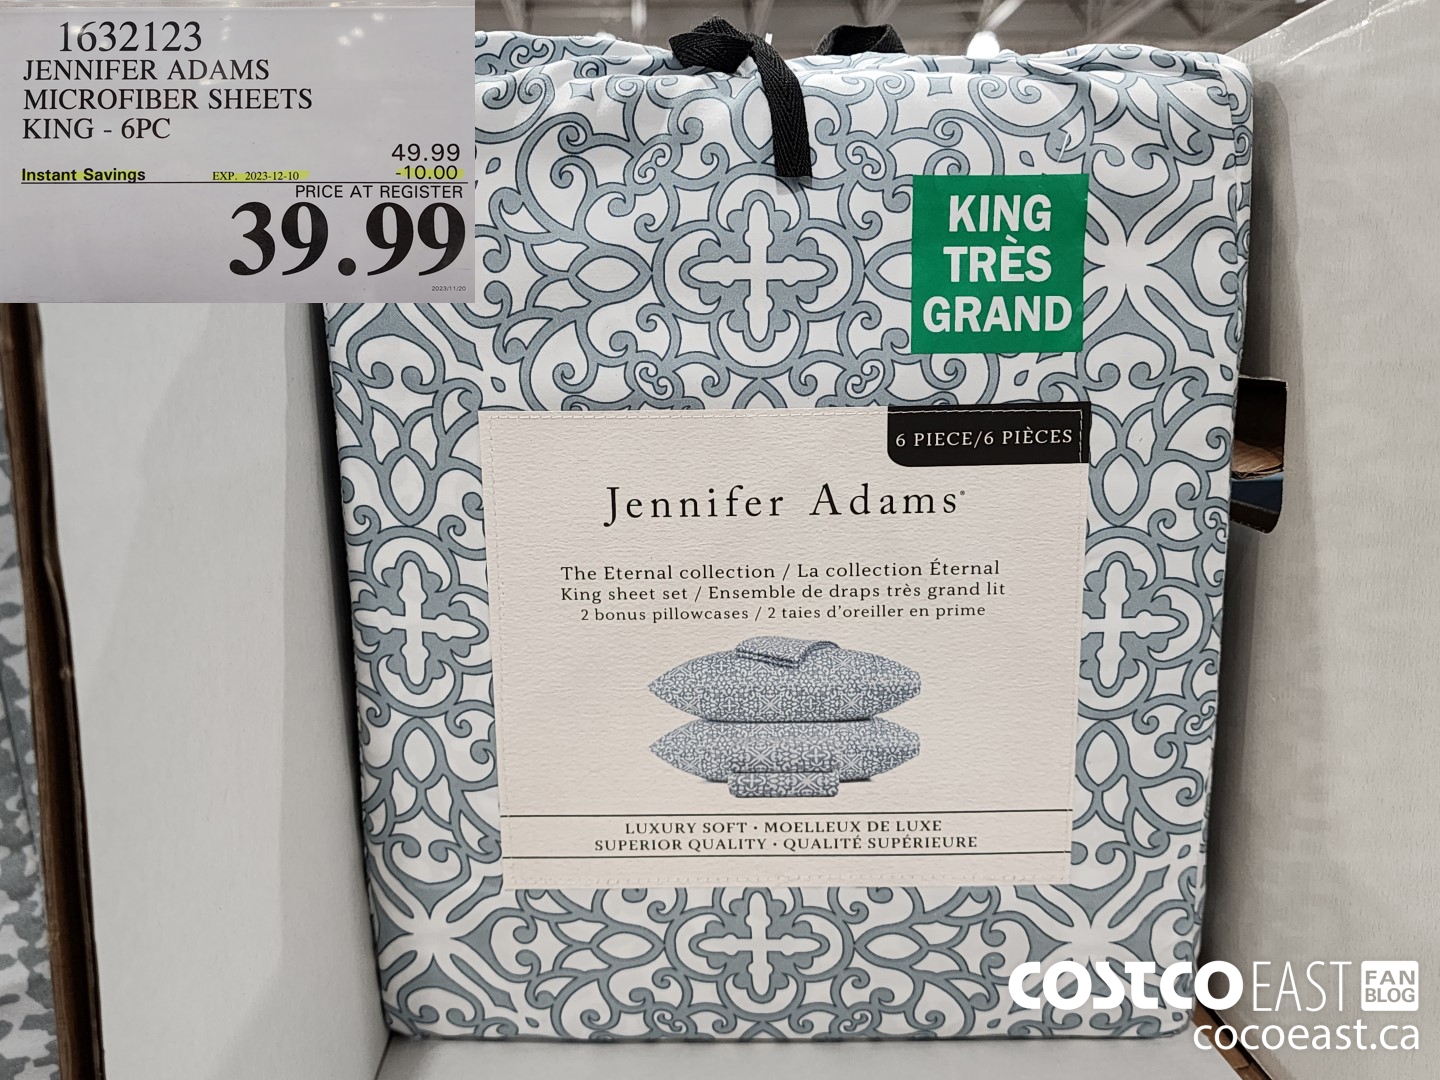 1632123
JENNIFER ADAMS
MICROFIBER SHEETS
KING - 6PC
49.99
Instant Savings EXP. 2023-12-10 -10.00
PRICE AT REGISTER
39.99
2023/11/20
KING
TRÈS
GRAND
6 PIECE/6 PIÈCES
Jennifer Adams®
The Eternal collection / La collection Éternal
King sheet set / Ensemble de draps très grand lit
2 bonus pillowcases / 2 taies d'oreiller en prime
LUXURY SOFT • MOELLEUX DE LUXE
SUPERIOR QUALITY • QUALITÉ SUPÉRIEURE
COSTCO EAST FAN BLOG
cocoeast.ca